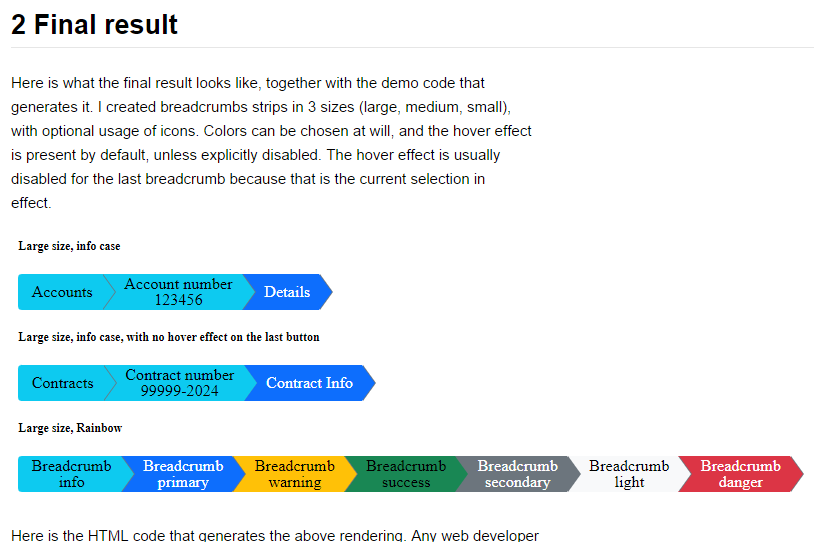 2 Final result
Here is what the final result looks like, together with the demo code that
generates it. I created breadcrumbs strips in 3 sizes (large, medium, small),
with optional usage of icons. Colors can be chosen at will, and the hover effect
is present by default, unless explicitly disabled. The hover effect is usually
disabled for the last breadcrumb because that is the current selection in
effect.
Large size, info case
Accounts
Account number
123456
Details
Large size, info case, with no hover effect on the last button
Contracts
Contract number
99999-2024
Contract Info
Large size, Rainbow
Breadcrumb
info
Breadcrumb
primary
Breadcrumb
warning
Breadcrumb
success
Breadcrumb
secondary
Breadcrumb
light
Breadcrumb
danger
Here is the HTML code that generates the above rendering. Any web developer